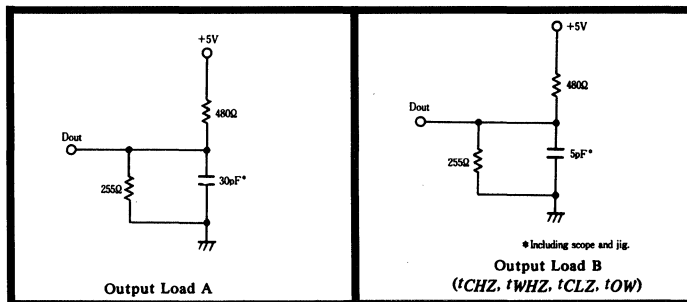 +5V
480Ω
Dout
255Ω
30pF*
Output Load A
+5V
480Ω
Dout
255Ω
5pF*
*Including scope and jig.
Output Load B
(tCHZ, tWHZ, tCLZ, tOW)